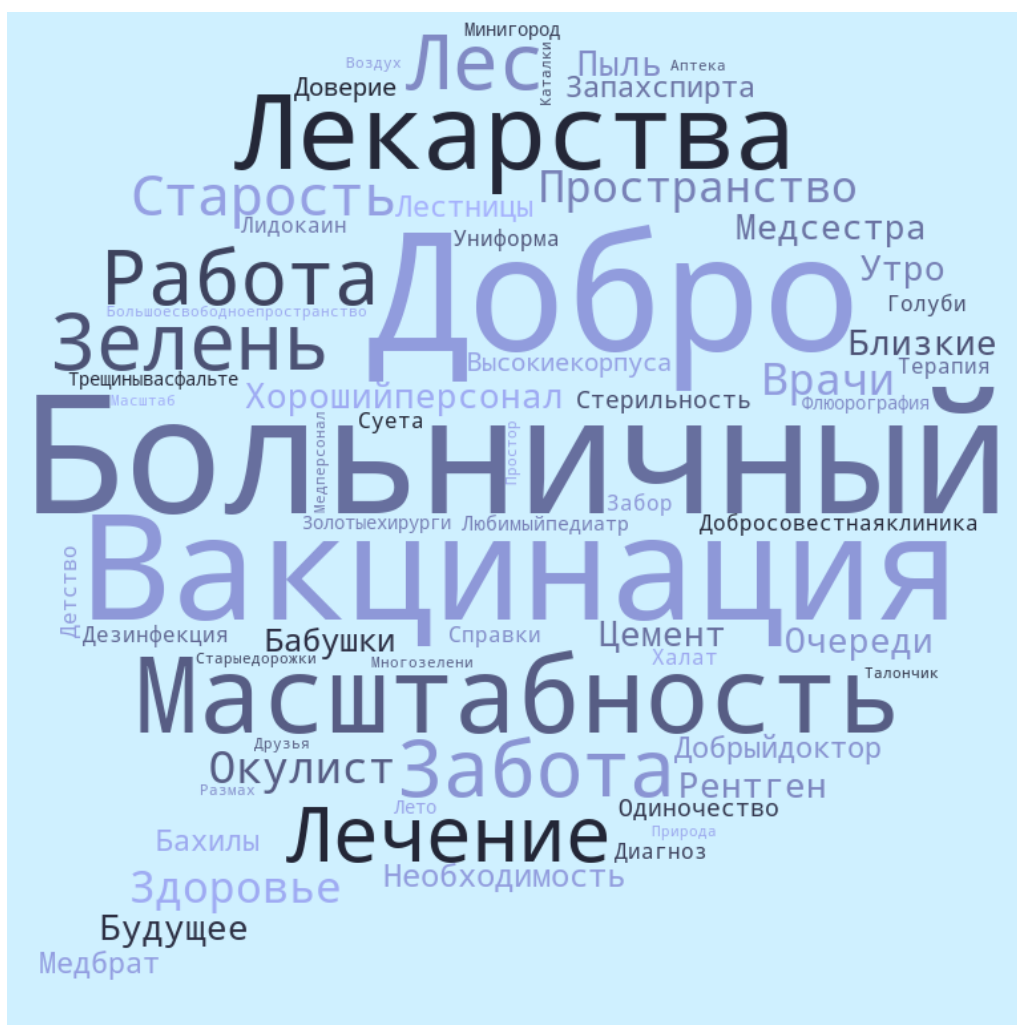 Минигород
Лес
Каталки
Воздух
Пыль
Аптека
Доверие
Запахспирта
Лекарства
Старость
Лестницы
Пространство
Лидокаин
Униформа
Медсестра
Работа
Добро
Утро
Большоесвободноепространство
Голуби
Зелень
Близкие
Высокиекорпуса
Терапия
Трещинывасфальте
Врачи
Масштаб
Хорошийперсонал
Стерильность
Флюорография
Больничный
Суета
Медперсонал
Простор
Забор
Золотыехирурги
Любимыйпедиатр
Добросовестнаяклиника
Вакцинация
Детство
Дезинфекция
Бабушки
Справки
Цемент
Очереди
Старыедорожки
Многозелени
Халат
Талончик
Масштабность
Друзья
Окулист
Забота
Добрыйдоктор
Размах
Рентген
Лето
Одиночество
Бахилы
Лечение
Природа
Диагноз
Здоровье
Необходимость
Будущее
Медбрат